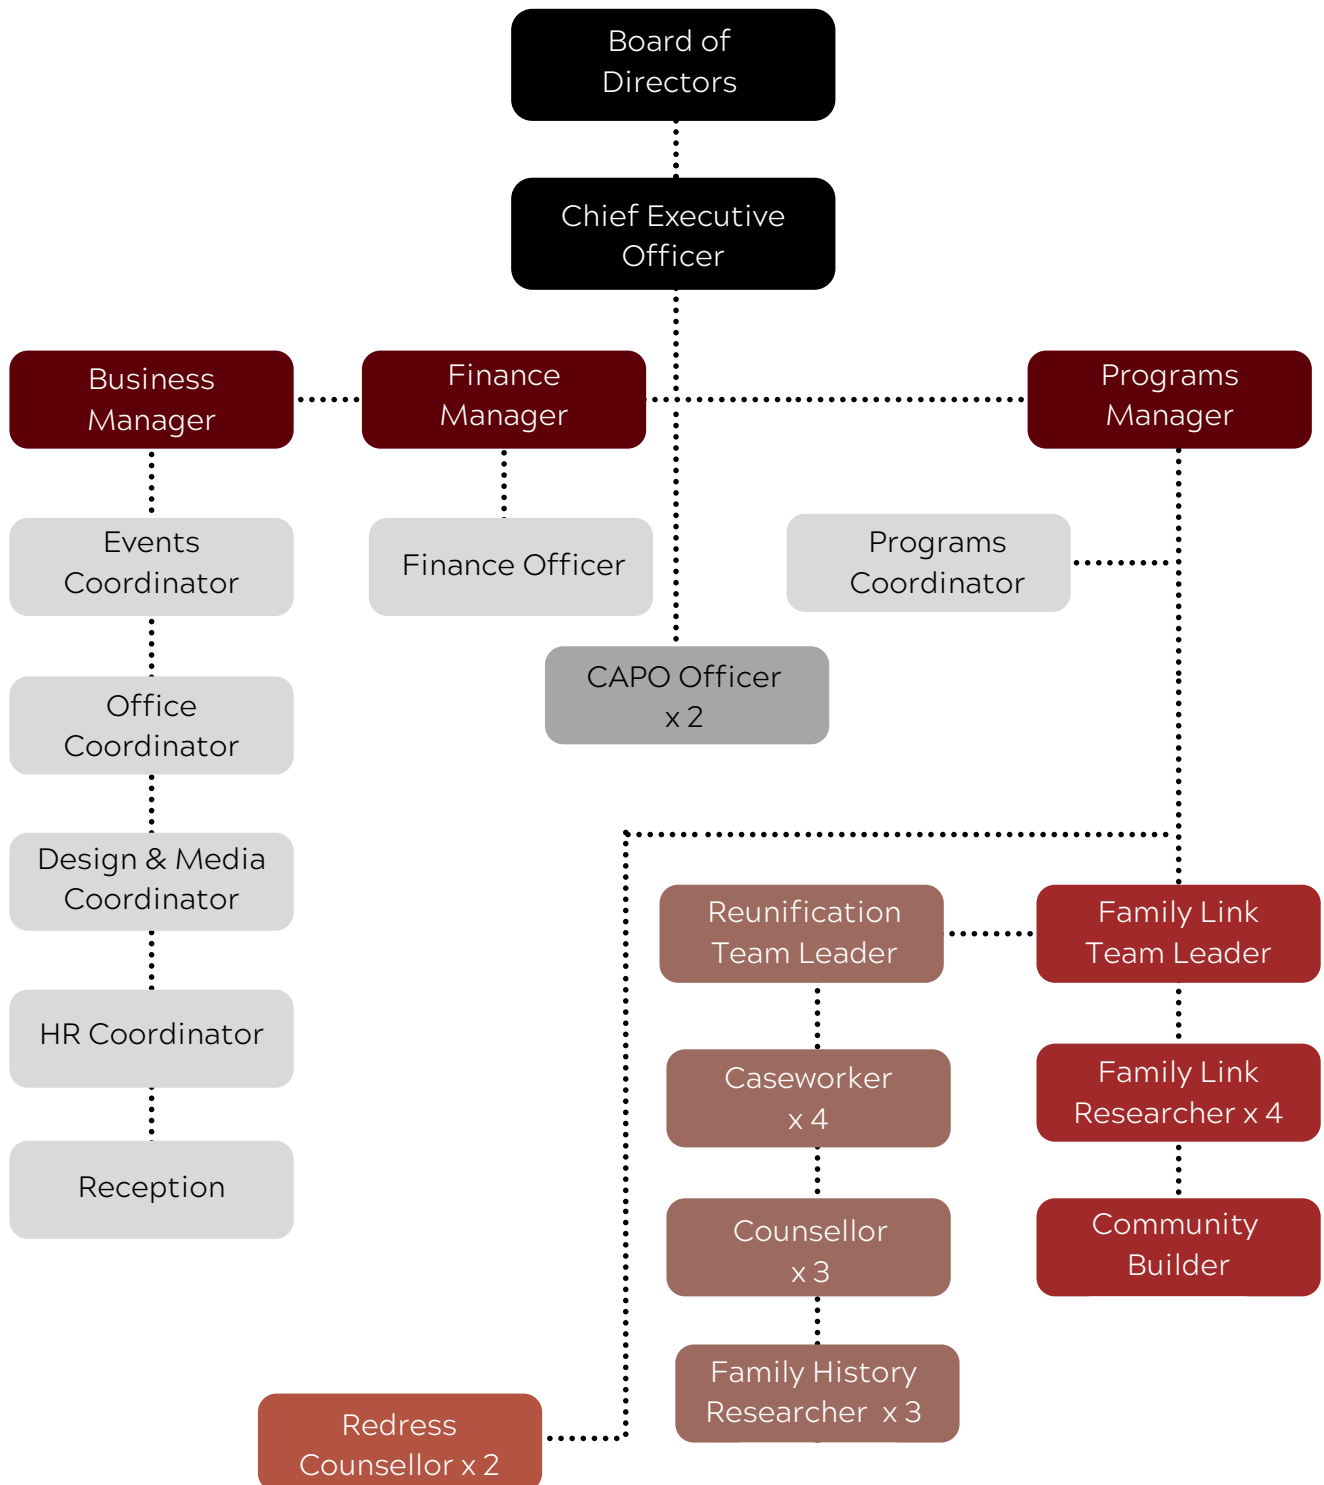 Board of
Directors
Chief Executive
Officer
Business
Manager
Finance
Manager
Programs
Manager
Events
Coordinator
Finance Officer
Programs
Coordinator
Office
Coordinator
CAPO Officer
x 2
Design & Media
Coordinator
Reunification
Team Leader
Family Link
Team Leader
HR Coordinator
Caseworker
x 4
Family Link
Researcher x 4
Reception
Counsellor
x 3
Community
Builder
Family History
Researcher x 3
Redress
Counsellor x 2